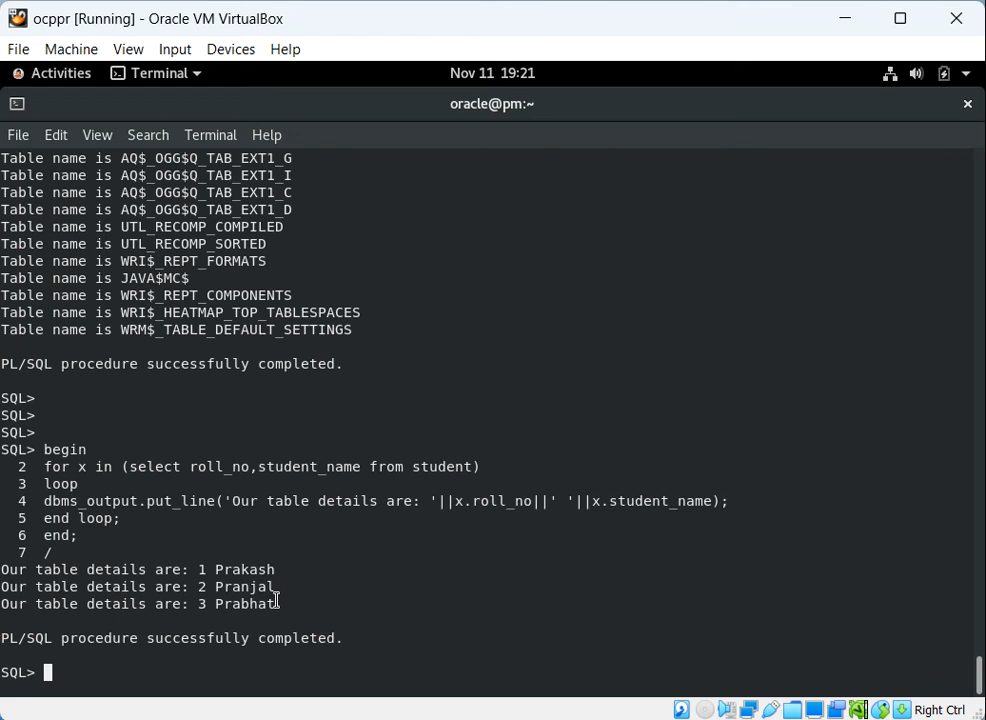 ocppr [Running] - Oracle VM VirtualBox
File Machine View Input Devices Help
Activities Terminal Nov 11 19:21
oracle@pm:~
File Edit View Search Terminal Help
Table name is AQ$_OGG$Q_TAB_EXT1_G
Table name is AQ$_OGG$Q_TAB_EXT1_I
Table name is AQ$_OGG$Q_TAB_EXT1_C
Table name is AQ$_OGG$Q_TAB_EXT1_D
Table name is UTL_RECOMP_COMPILED
Table name is UTL_RECOMP_SORTED
Table name is WRI$_REPT_FORMATS
Table name is JAVA$MC$
Table name is WRI$_REPT_COMPONENTS
Table name is WRI$_HEATMAP_TOP_TABLESPACES
Table name is WRM$_TABLE_DEFAULT_SETTINGS
PL/SQL procedure successfully completed.
SQL>
SQL>
SQL>
SQL> begin
2 for x in (select roll_no,student_name from student)
3 loop
4 dbms_output.put_line('Our table details are: '||x.roll_no||' '||x.student_name);
5 end loop;
6 end;
7 /
Our table details are: 1 Prakash
Our table details are: 2 Pranjal
Our table details are: 3 Prabhat
PL/SQL procedure successfully completed.
SQL>
Right Ctrl